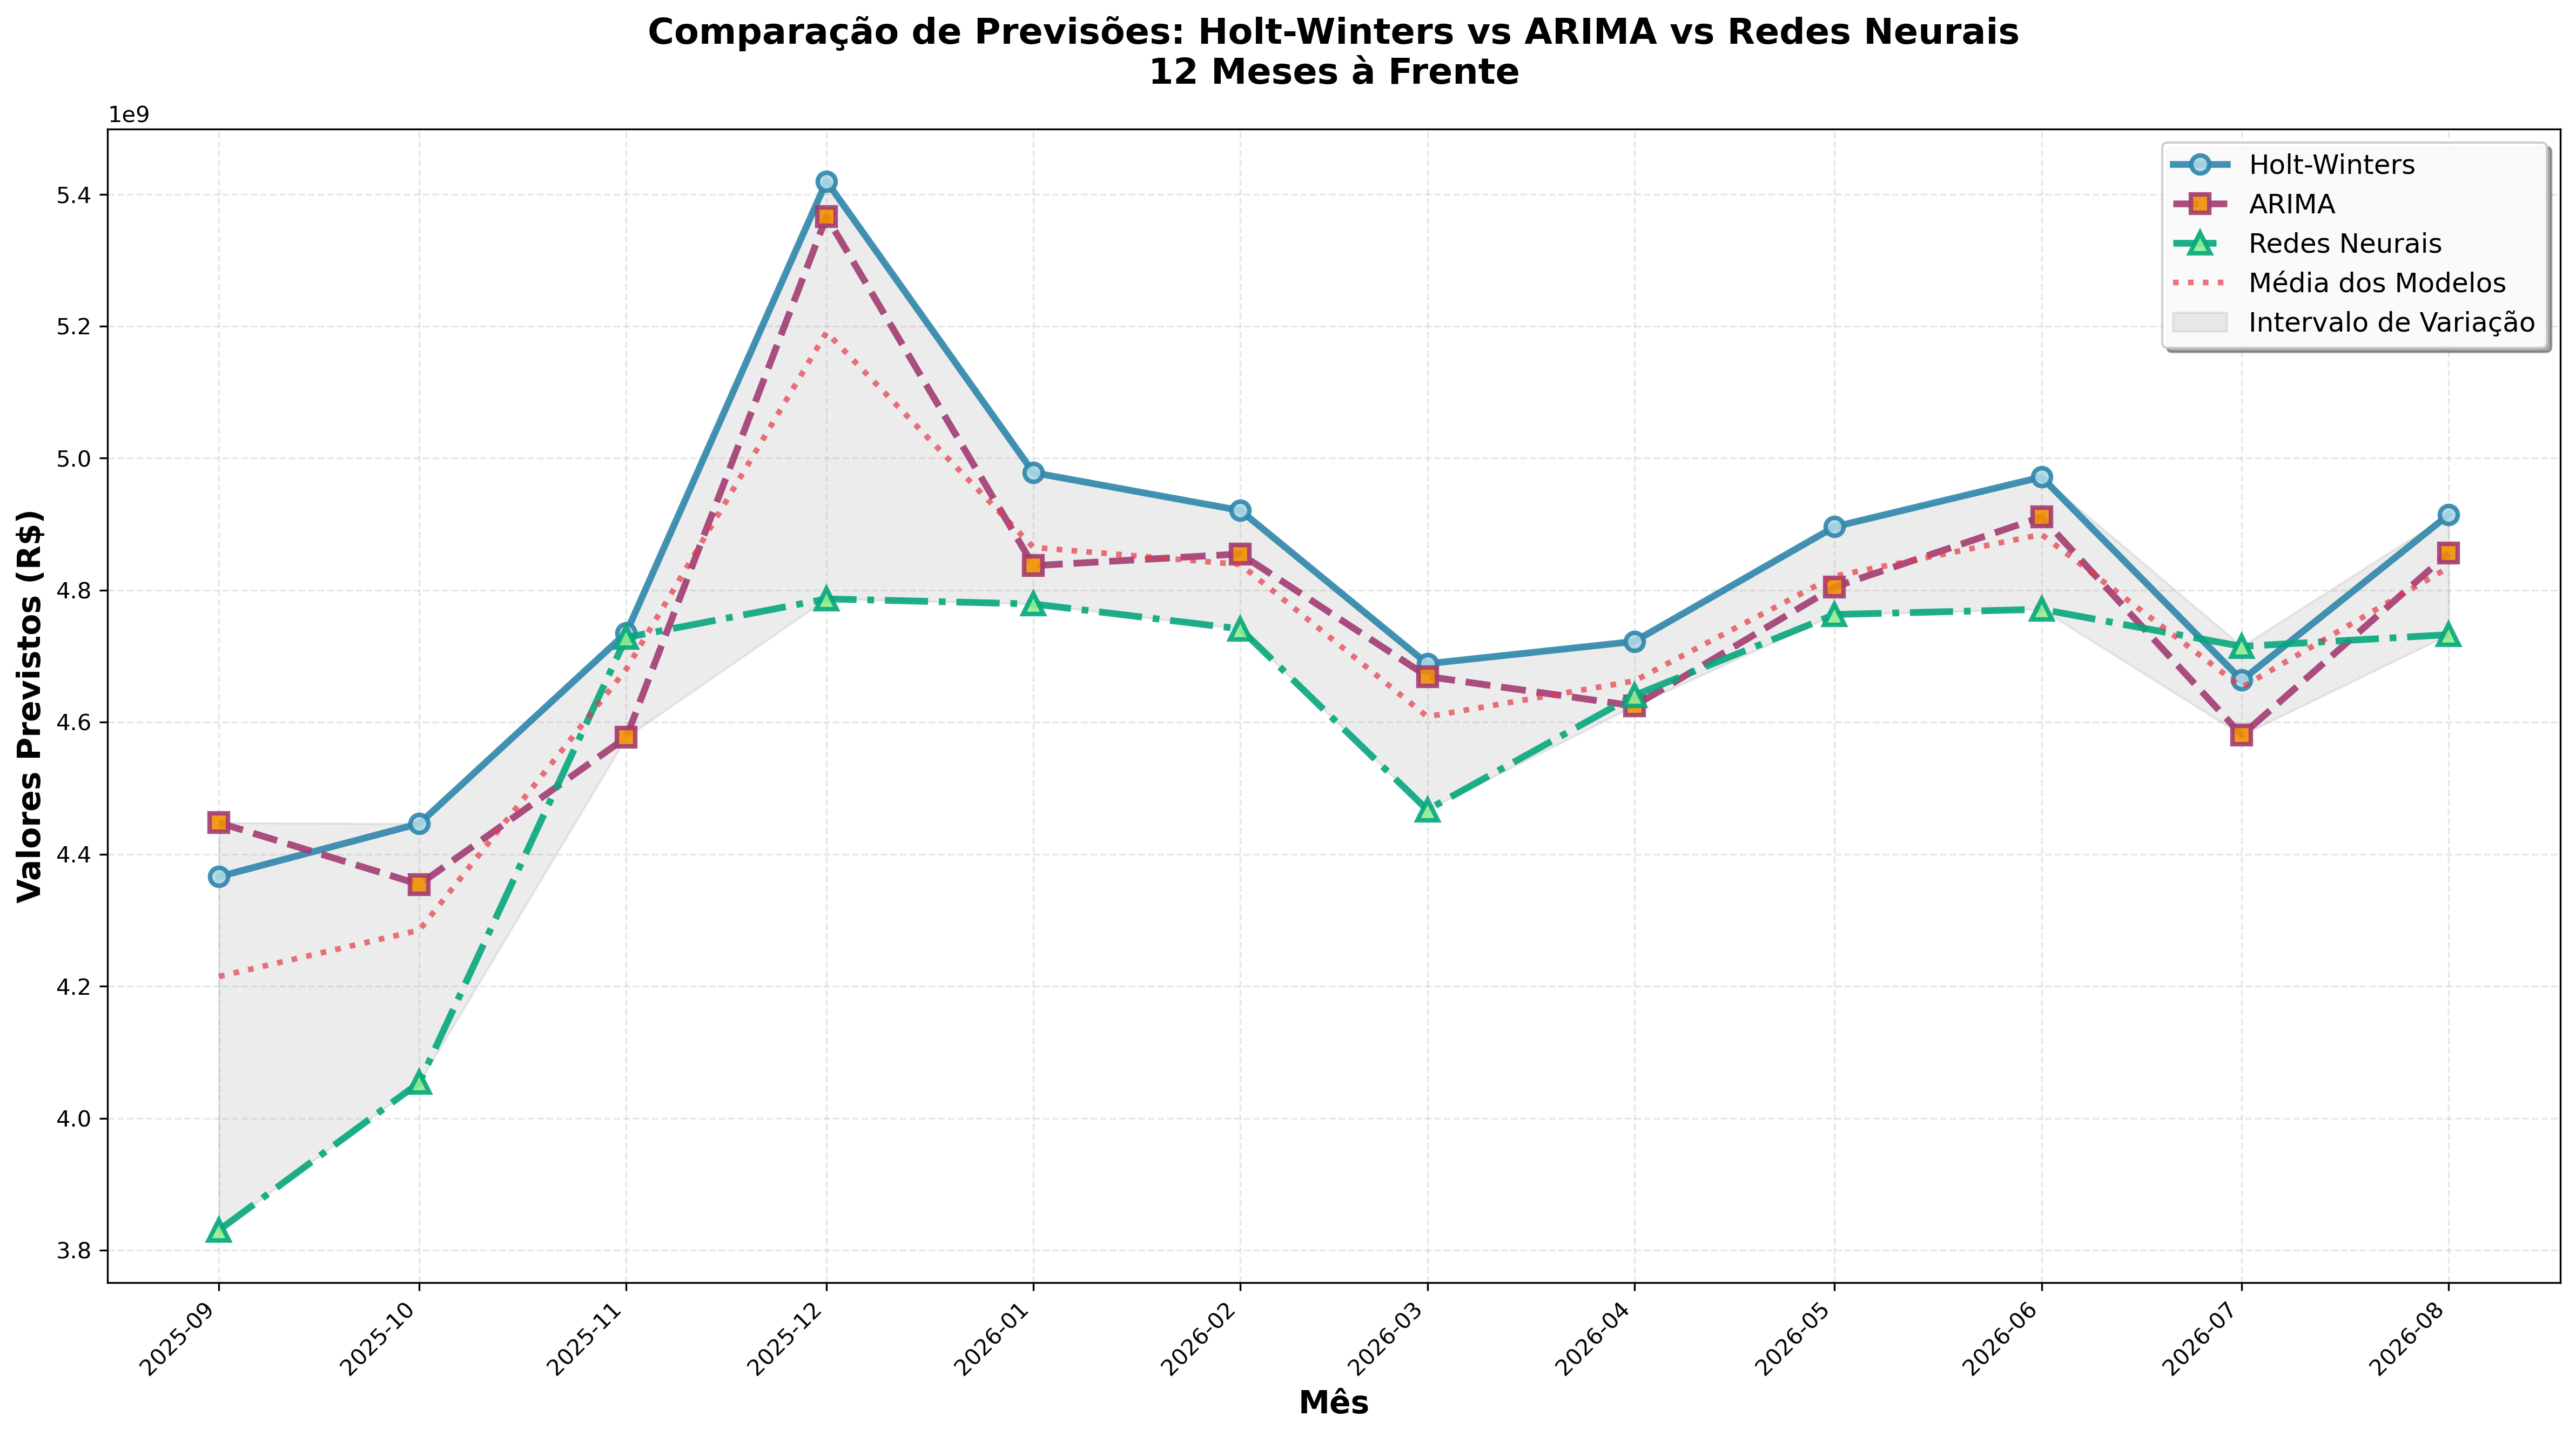 Comparação de Previsões: Holt-Winters vs ARIMA vs Redes Neurais
12 Meses à Frente
1e9
Holt-Winters
ARIMA
Redes Neurais
Média dos Modelos
Intervalo de Variação
Valores Previstos (R$)
5.4
5.2
5.0
4.8
4.6
4.4
4.2
4.0
3.8
2025-09
2025-10
2025-11
2025-12
2026-01
2026-02
2026-03
2026-04
2026-05
2026-06
2026-07
2026-08
Mês